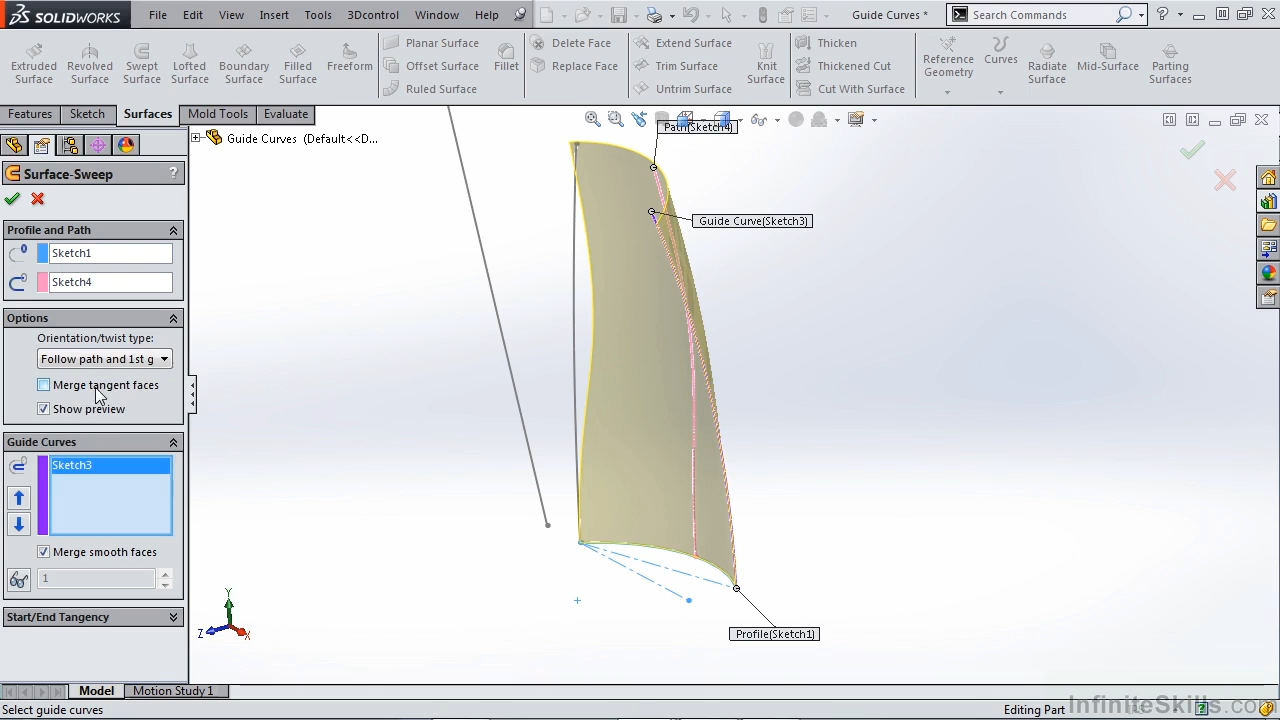 SOLIDWORKS File Edit View Insert Tools 3Dcontrol Window Help Guide Curves * Search Commands
Extruded Surface
Revolved Surface
Swept Surface
Lofted Surface
Boundary Surface
Filled Surface
Freeform
Planar Surface
Offset Surface
Ruled Surface
Fillet
Delete Face
Replace Face
Extend Surface
Trim Surface
Untrim Surface
Knit Surface
Thicken
Thickened Cut
Cut With Surface
Reference Geometry
Curves
Radiate Surface
Mid-Surface
Parting Surfaces
Features Sketch Surfaces Mold Tools Evaluate
Guide Curves (Default<<D...
Surface-Sweep ?
Profile and Path
Sketch1
Sketch4
Options
Orientation/twist type:
Follow path and 1st g
Merge tangent faces
Show preview
Guide Curves
Sketch3
Merge smooth faces
1
Start/End Tangency
Path(Sketch4)
Guide Curve(Sketch3)
Profile(Sketch1)
Y
Z
X
Model Motion Study 1
Select guide curves
Editing Part
InfiniteSkills.com